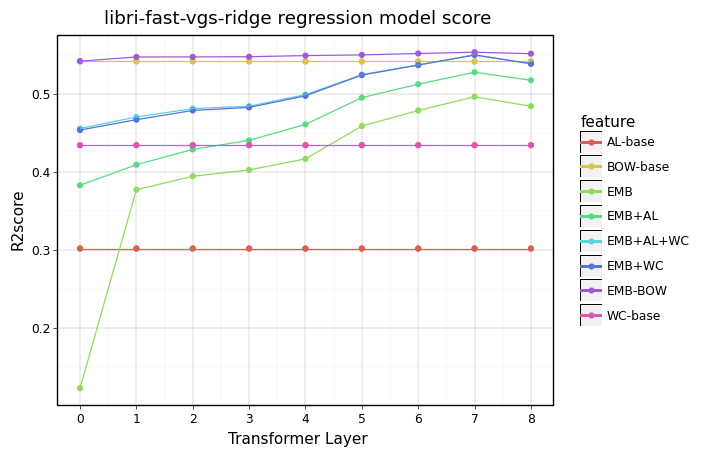 libri-fast-vgs-ridge regression model score
R2score
0.5
0.4
0.3
0.2
0 1 2 3 4 5 6 7 8
Transformer Layer
feature
AL-base
BOW-base
EMB
EMB+AL
EMB+AL+WC
EMB+WC
EMB-BOW
WC-base